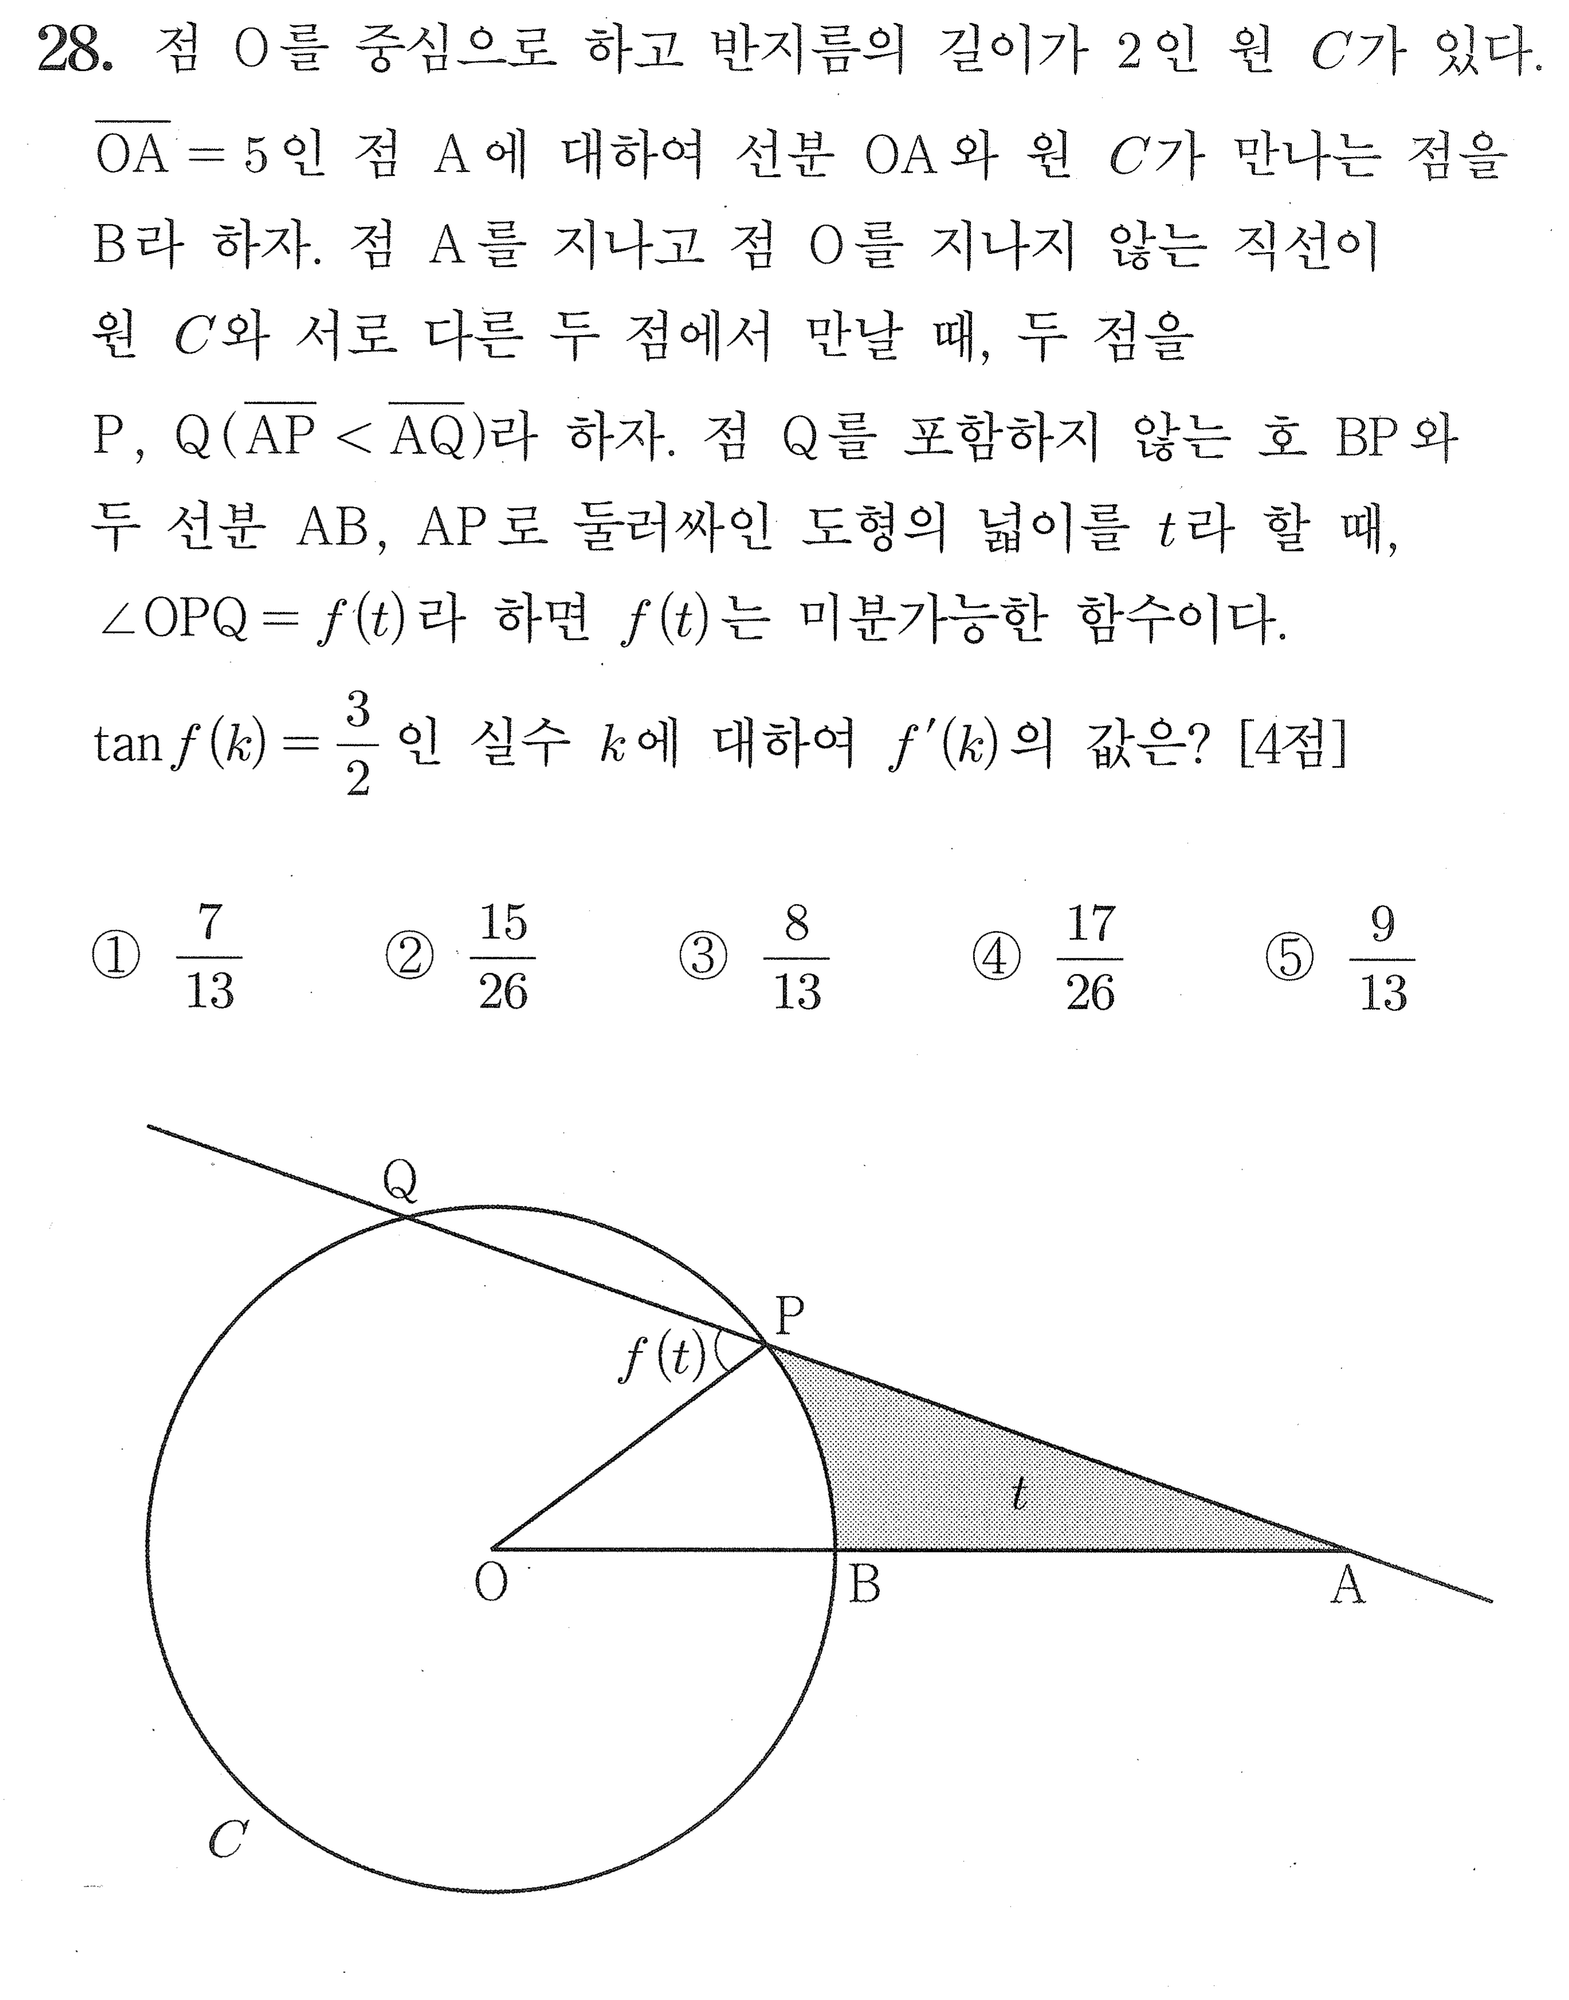 28. 점 O를 중심으로 하고 반지름의 길이가 2인 원 C가 있다.
OA = 5인 점 A에 대하여 선분 OA와 원 C가 만나는 점을
B라 하자. 점 A를 지나고 점 O를 지나지 않는 직선이
원 C와 서로 다른 두 점에서 만날 때, 두 점을
P, Q(AP < AQ)라 하자. 점 Q를 포함하지 않는 호 BP와
두 선분 AB, AP로 둘러싸인 도형의 넓이를 t라 할 때,
∠OPQ = f(t)라 하면 f(t)는 미분가능한 함수이다.
tan f(k) = 3/2 인 실수 k에 대하여 f′(k)의 값은? [4점]
① 7/13 ② 15/26 ③ 8/13 ④ 17/26 ⑤ 9/13
Q
P
f(t)
t
O B A
C